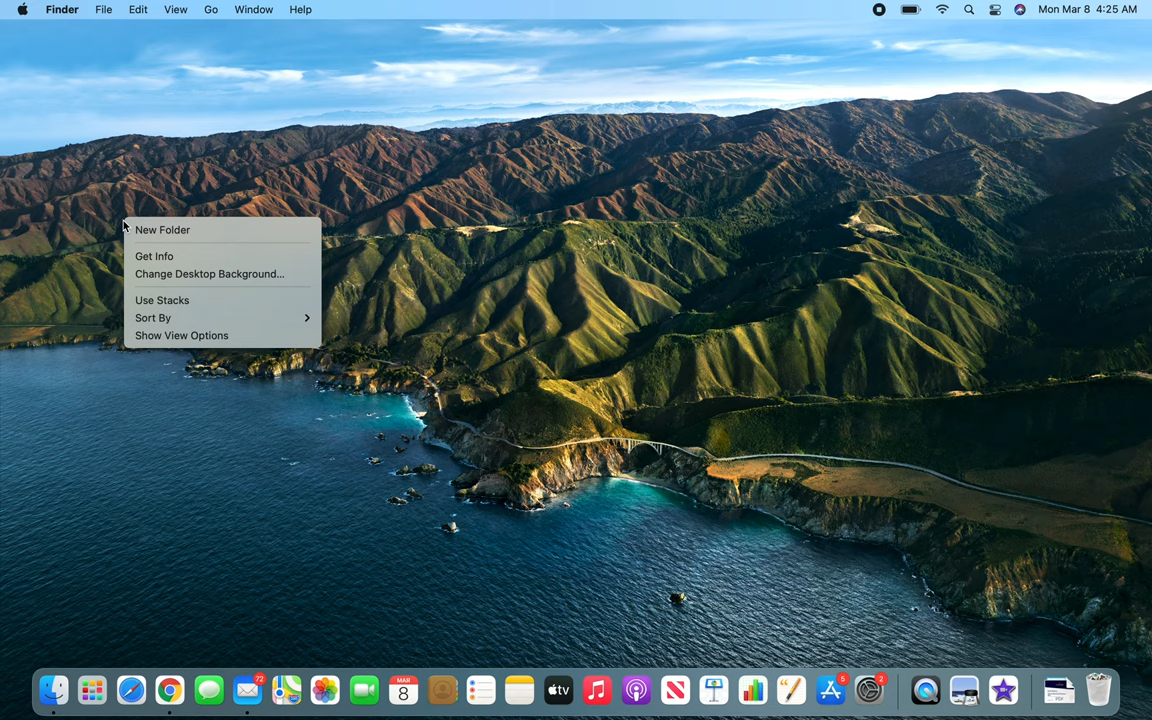 Finder File Edit View Go Window Help Mon Mar 8 4:25 AM
New Folder
Get Info
Change Desktop Background...
Use Stacks
Sort By
Show View Options
72
MAR
8
tv
5
2